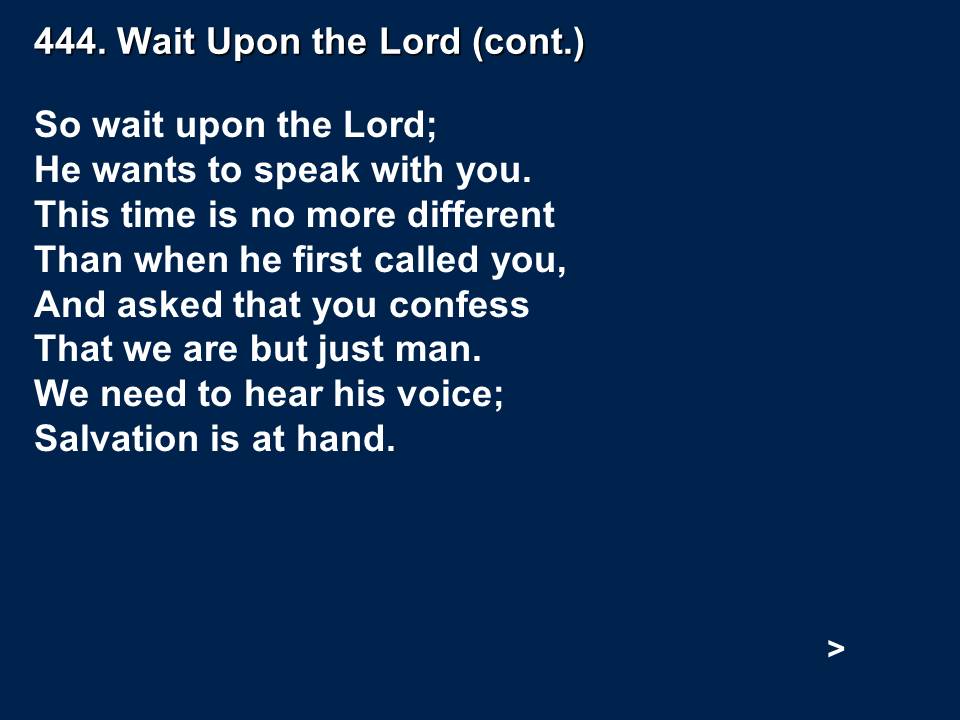 444. Wait Upon the Lord (cont.)
So wait upon the Lord;
He wants to speak with you.
This time is no more different
Than when he first called you,
And asked that you confess
That we are but just man.
We need to hear his voice;
Salvation is at hand.
>